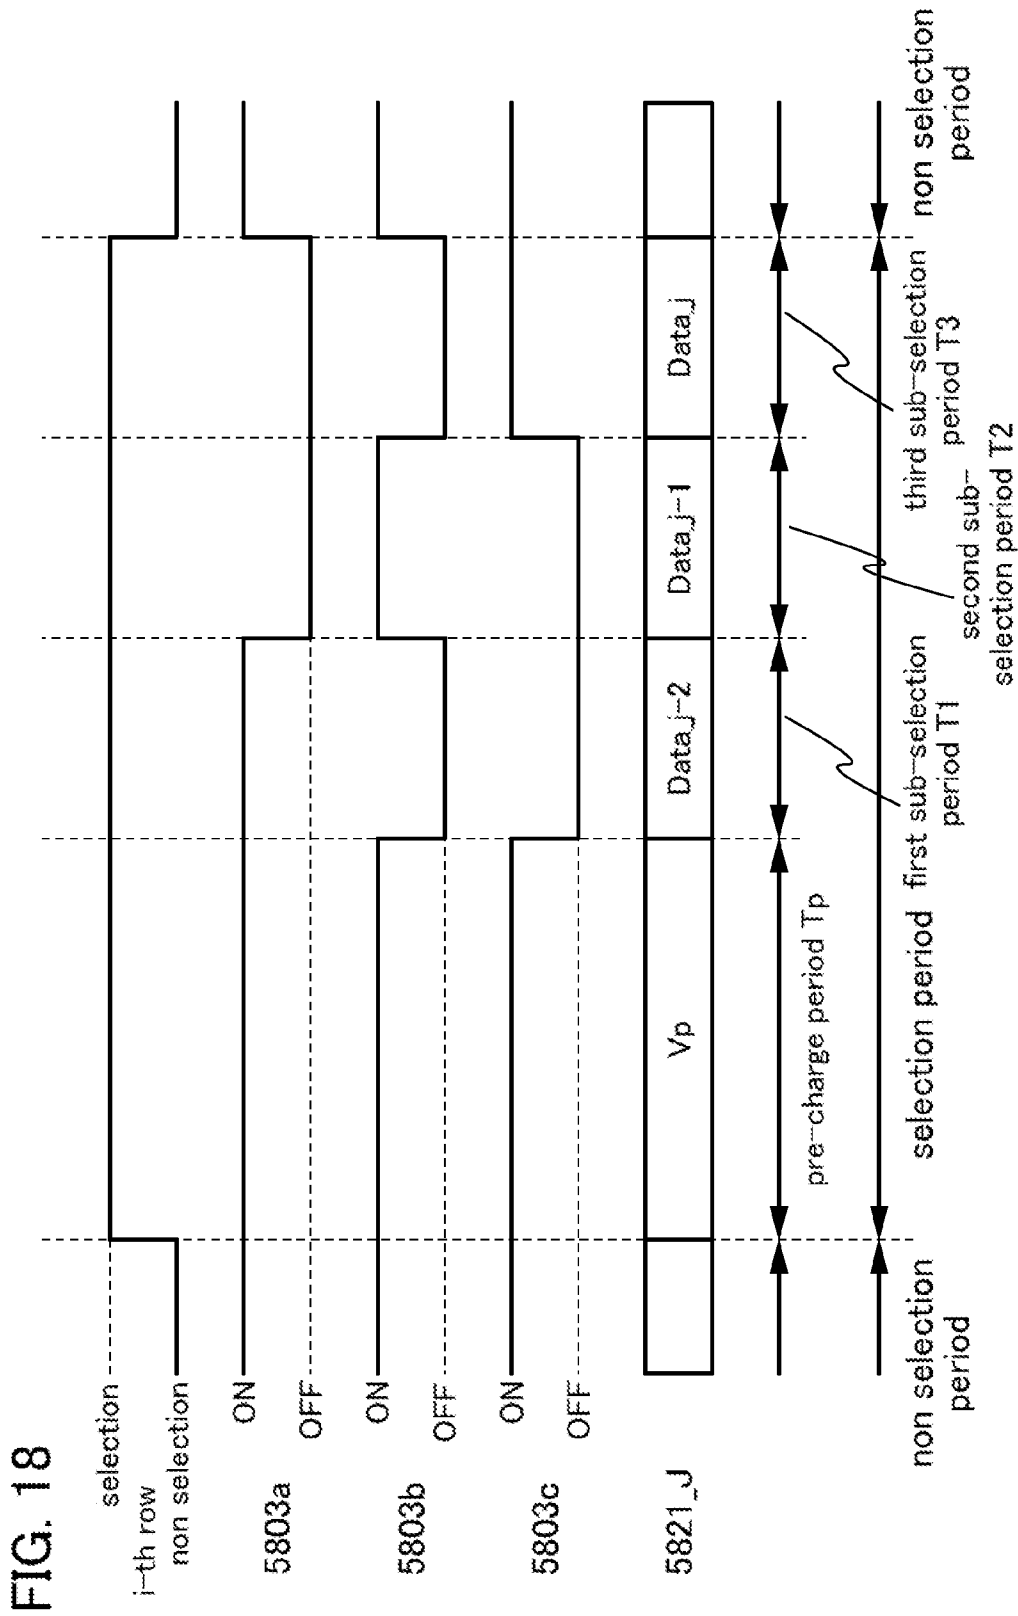 FIG. 18
selection
i-th row
non selection
5803a
ON
OFF
5803b
ON
OFF
5803c
ON
OFF
5821_J
Vp
Data_j-2
Data_j-1
Data_j
pre-charge period Tp
first sub-selection
period T1
second sub-
selection period T2
third sub-selection
period T3
non selection
period
selection period
non selection
period